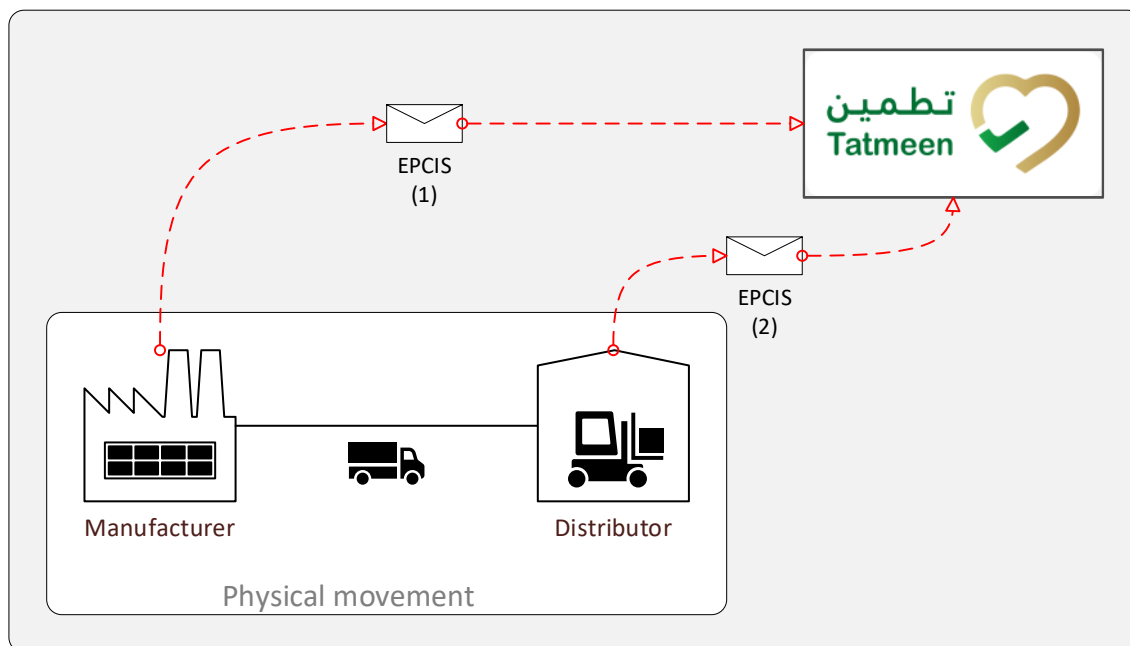 تطمين
Tatmeen
EPCIS
(1)
EPCIS
(2)
Manufacturer
Distributor
Physical movement